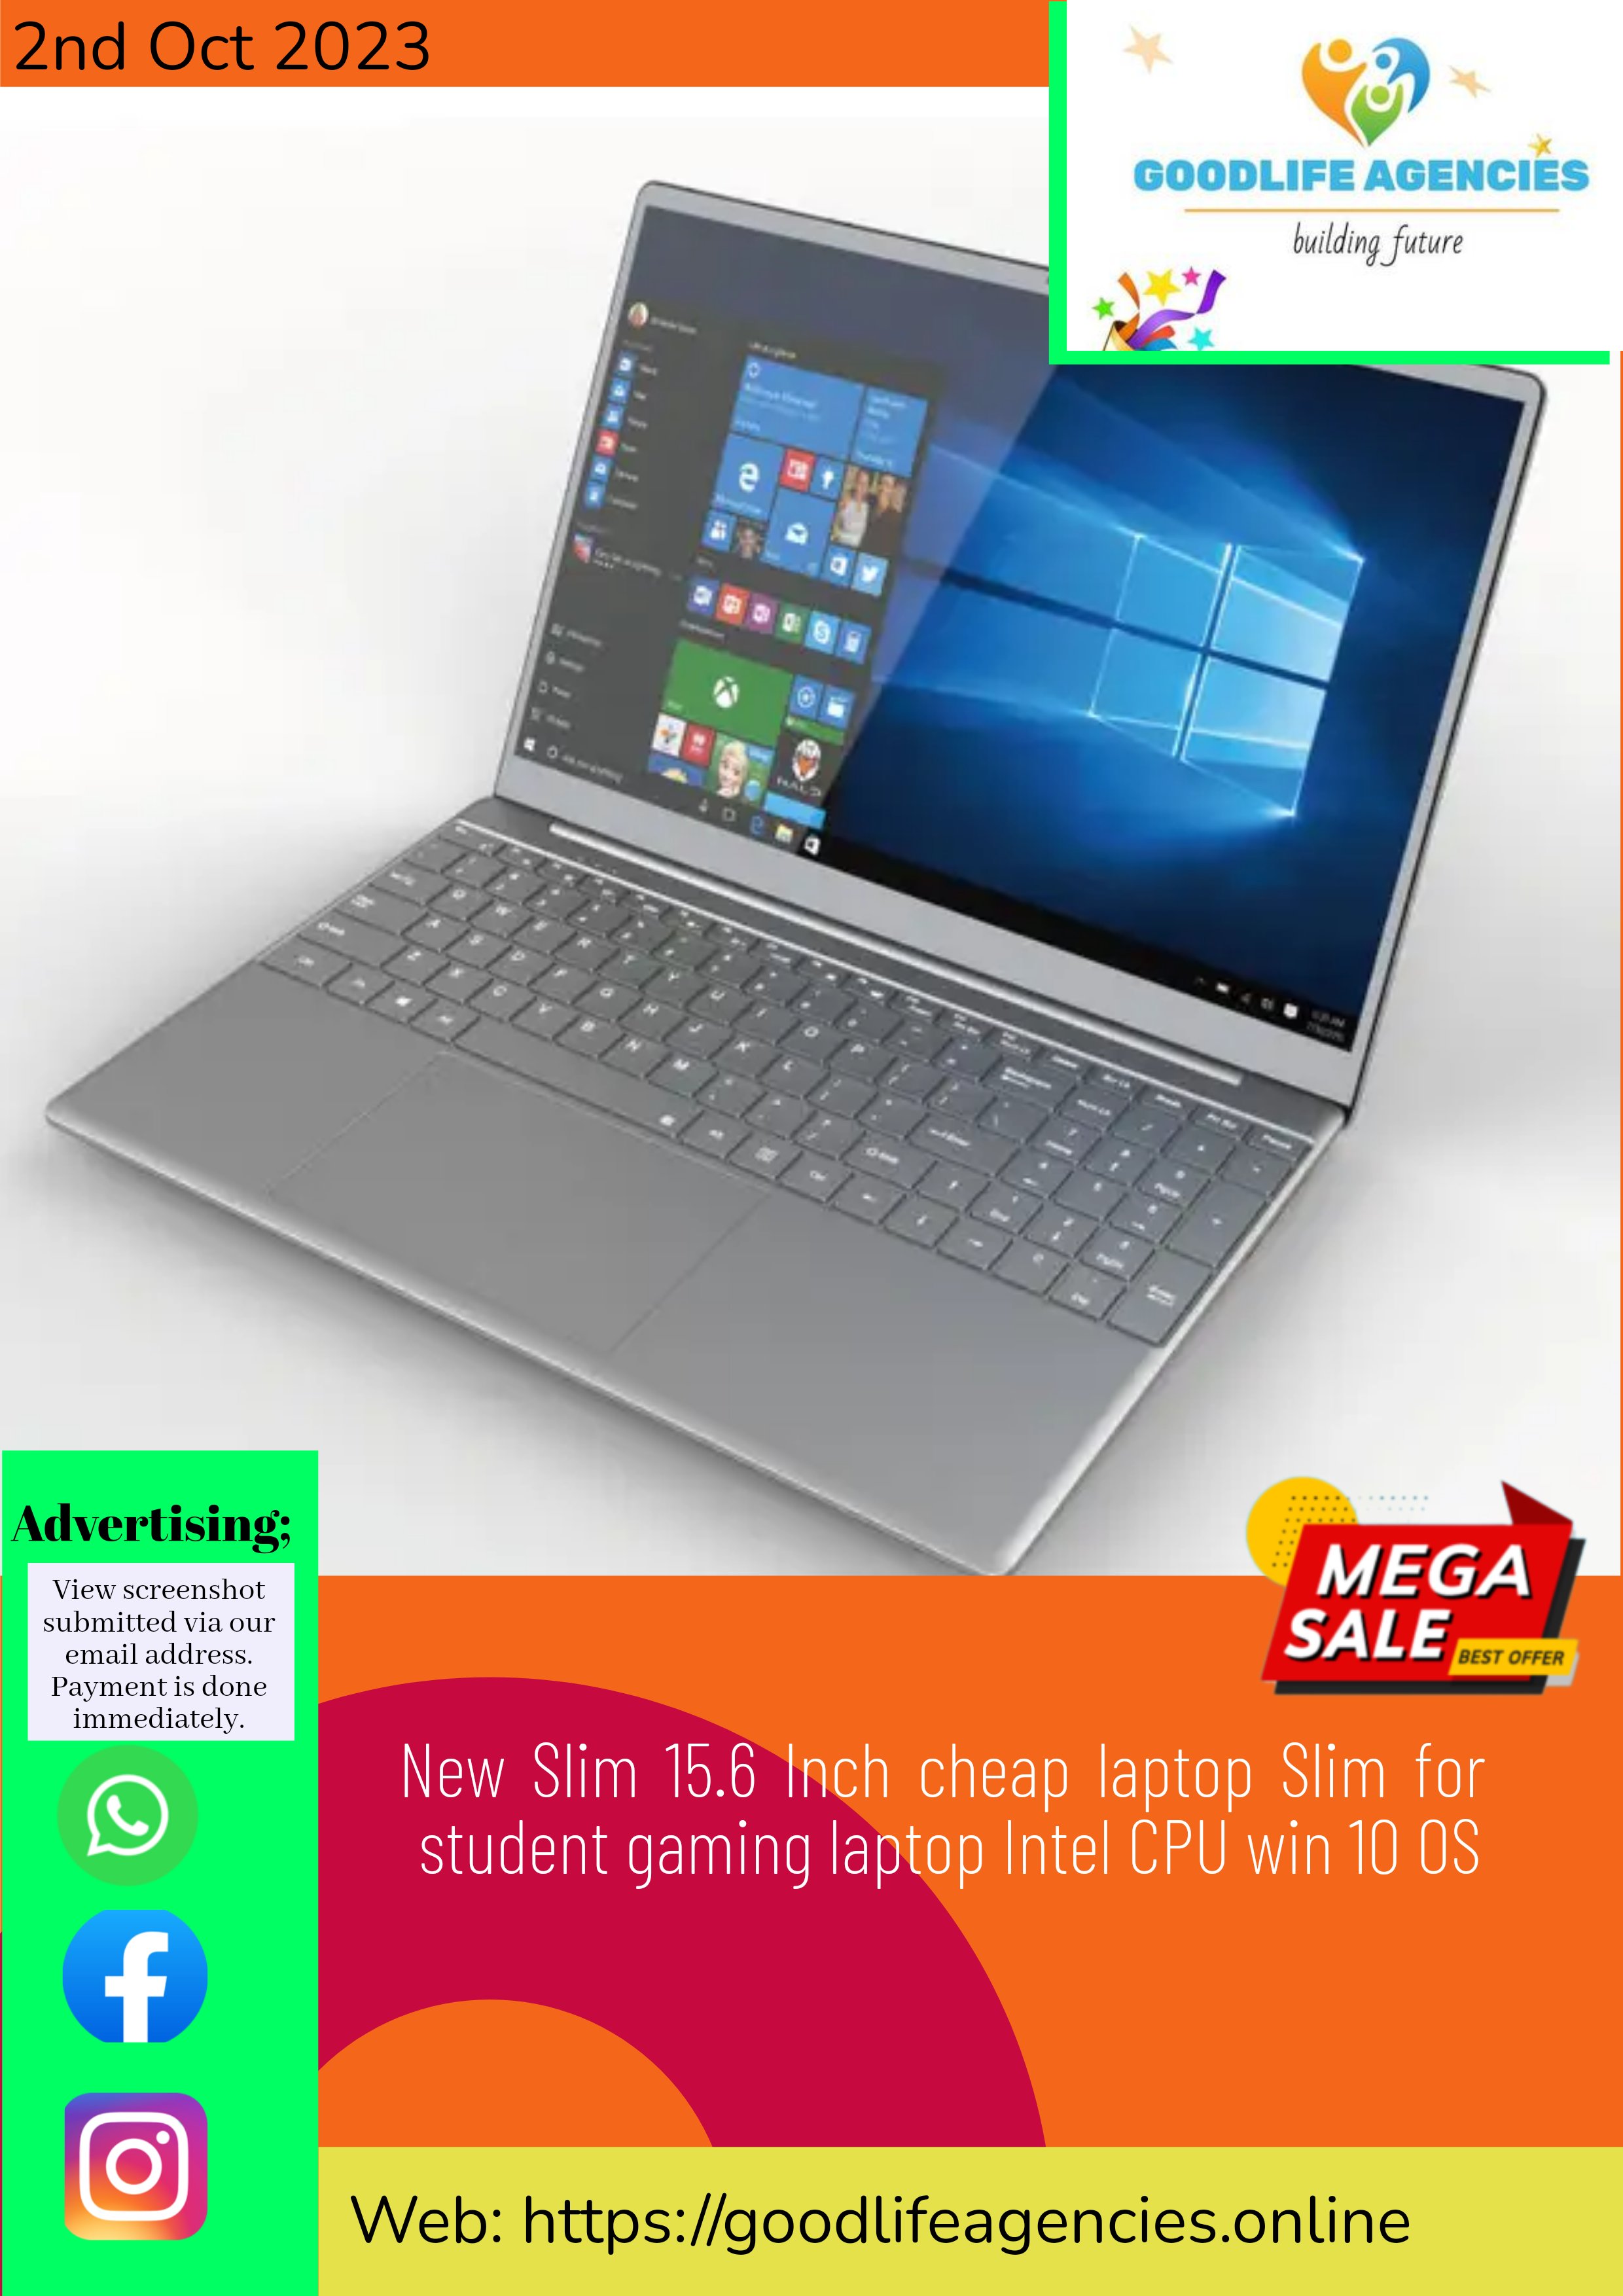 2nd Oct 2023
GOODLIFE AGENCIES
building future
HALO
Advertising;
View screenshot
submitted via our
email address.
Payment is done
immediately.
MEGA
SALE
BEST OFFER
New Slim 15.6 Inch cheap laptop Slim for
student gaming laptop Intel CPU win 10 OS
Web: https://goodlifeagencies.online